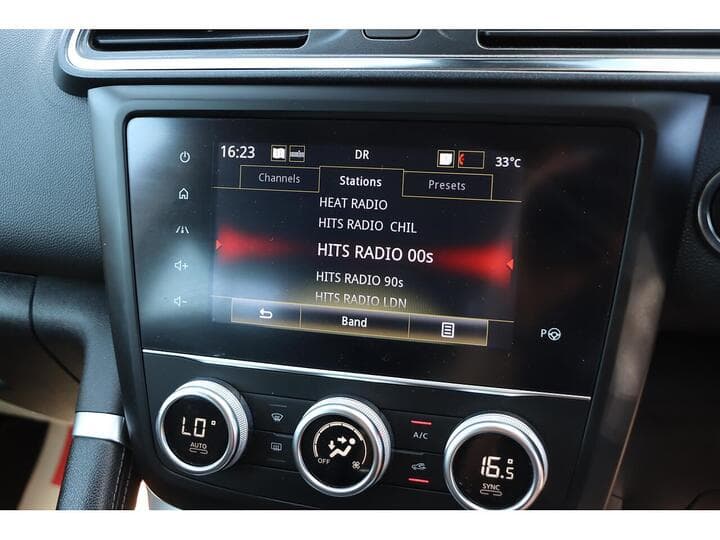 16:23 DR 33°C
Channels Stations Presets
HEAT RADIO
HITS RADIO CHIL
HITS RADIO 00s
HITS RADIO 90s
HITS RADIO LDN
Band
P
LO° AUTO
OFF
A/C
16.5° SYNC